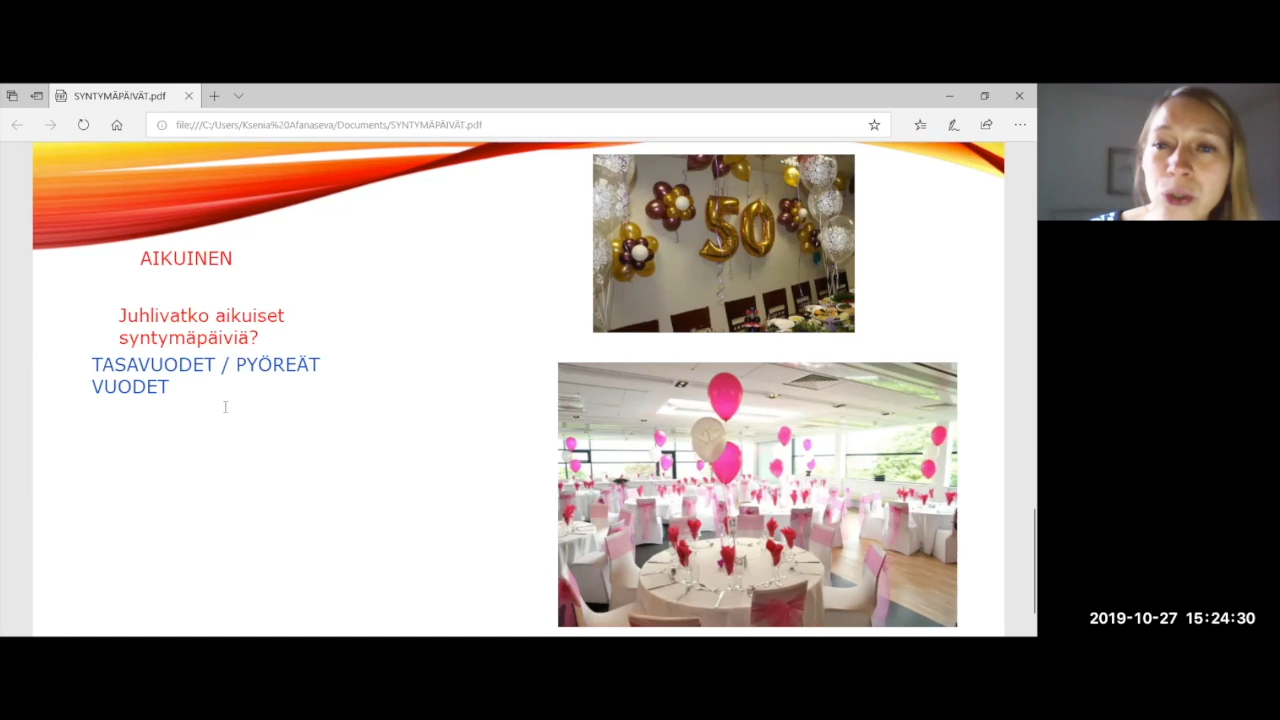 SYNTYMÄPÄIVÄT.pdf
file:///C:/Users/Ksenia%20Afanaseva/Documents/SYNTYMÄPÄIVÄT.pdf
50
AIKUINEN
Juhlivatko aikuiset
syntymäpäiviä?
TASAVUODET / PYÖREÄT
VUODET
2019-10-27 15:24:30